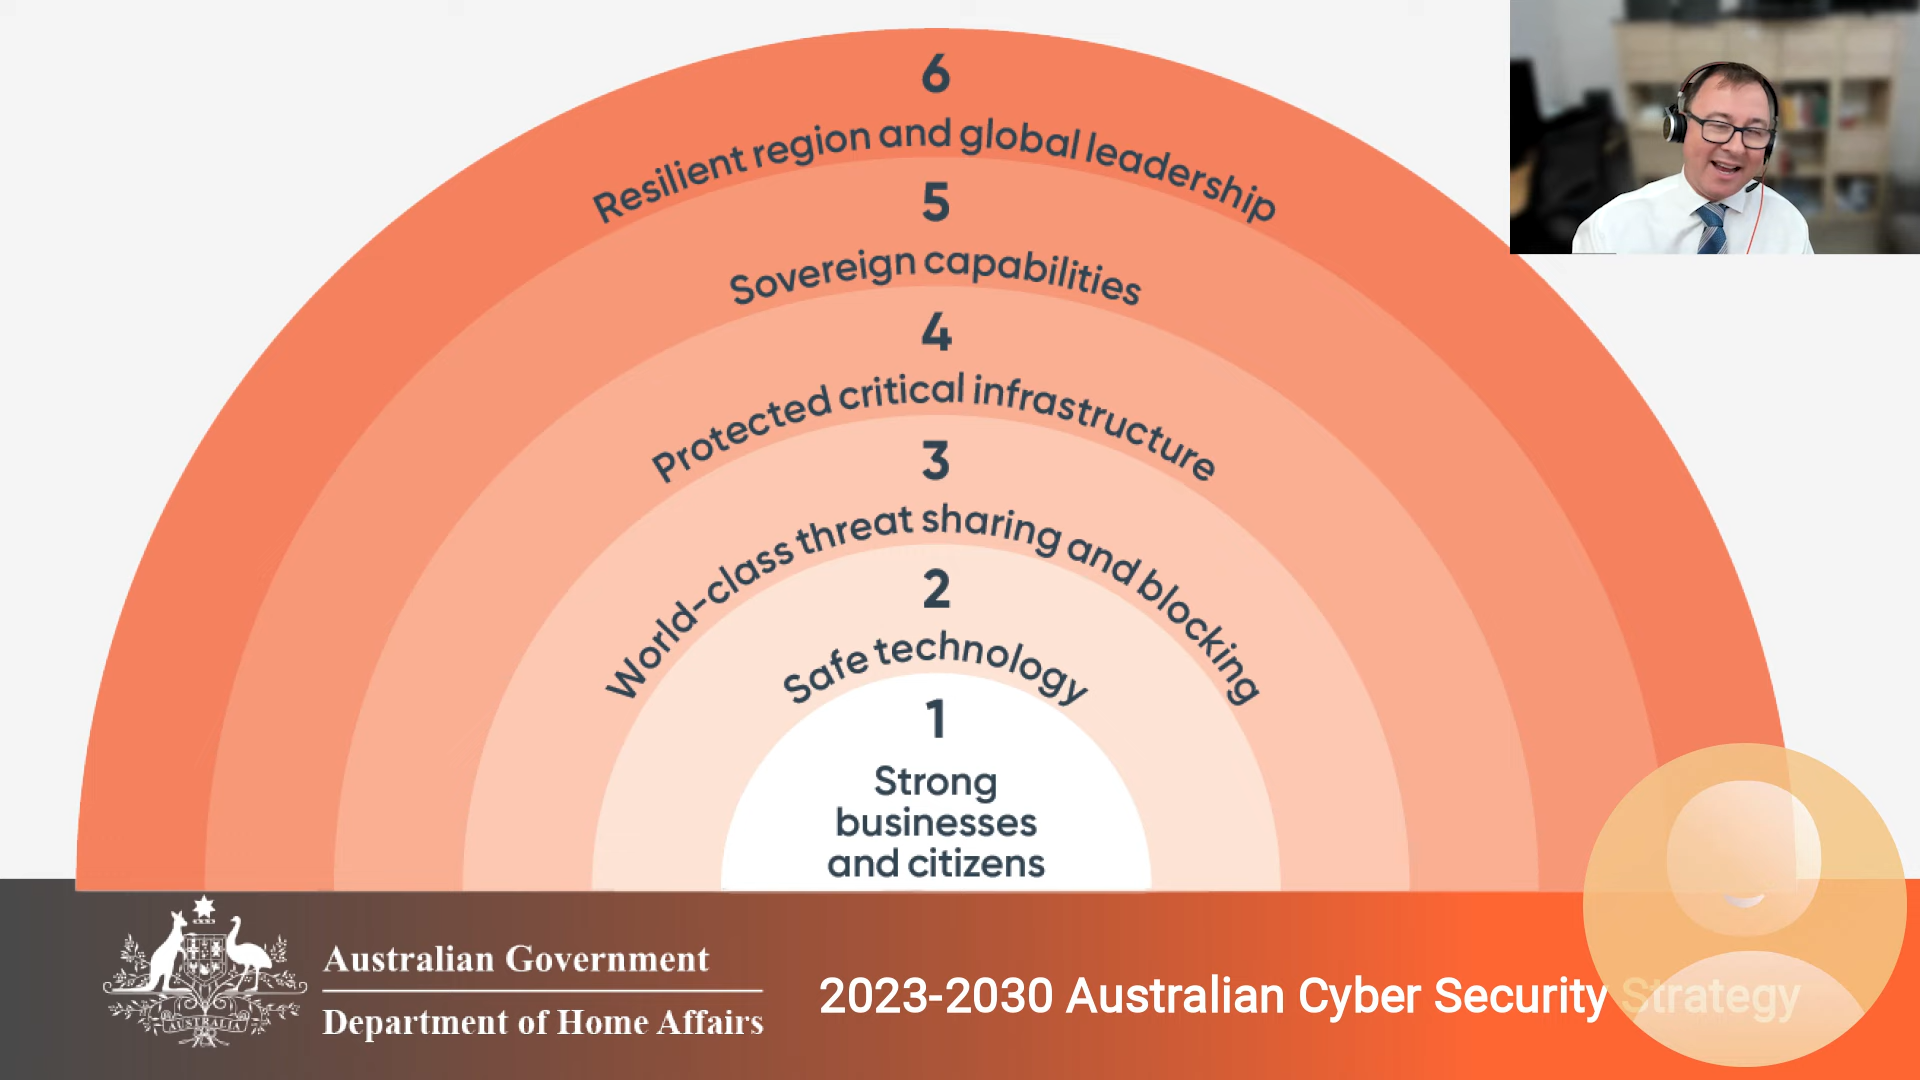 6
Resilient region and global leadership
5
Sovereign capabilities
4
Protected critical infrastructure
3
World-class threat sharing and blocking
2
Safe technology
1
Strong
businesses
and citizens
Australian Government
Department of Home Affairs
AUSTRALIA
2023-2030 Australian Cyber Security Strategy